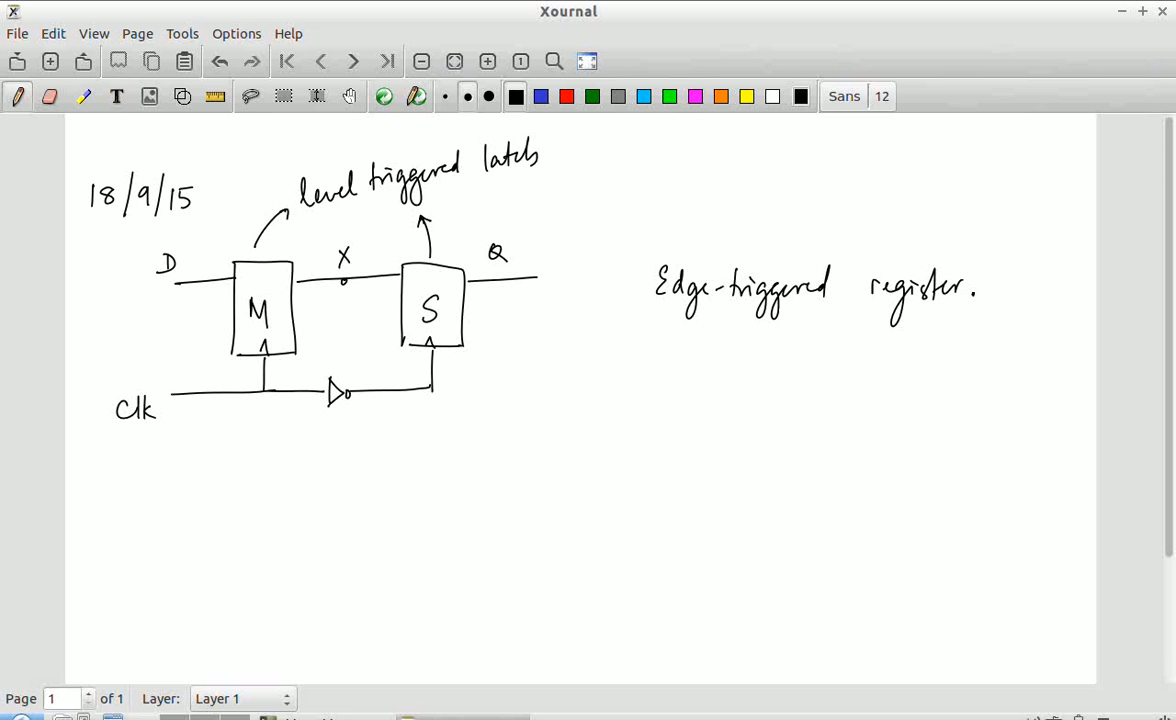 Xournal
File Edit View Page Tools Options Help
Sans 12
18/9/15
level triggered latch
D
X
Q
M
S
Edge-triggered register.
Clk
Page 1 of 1 Layer: Layer 1